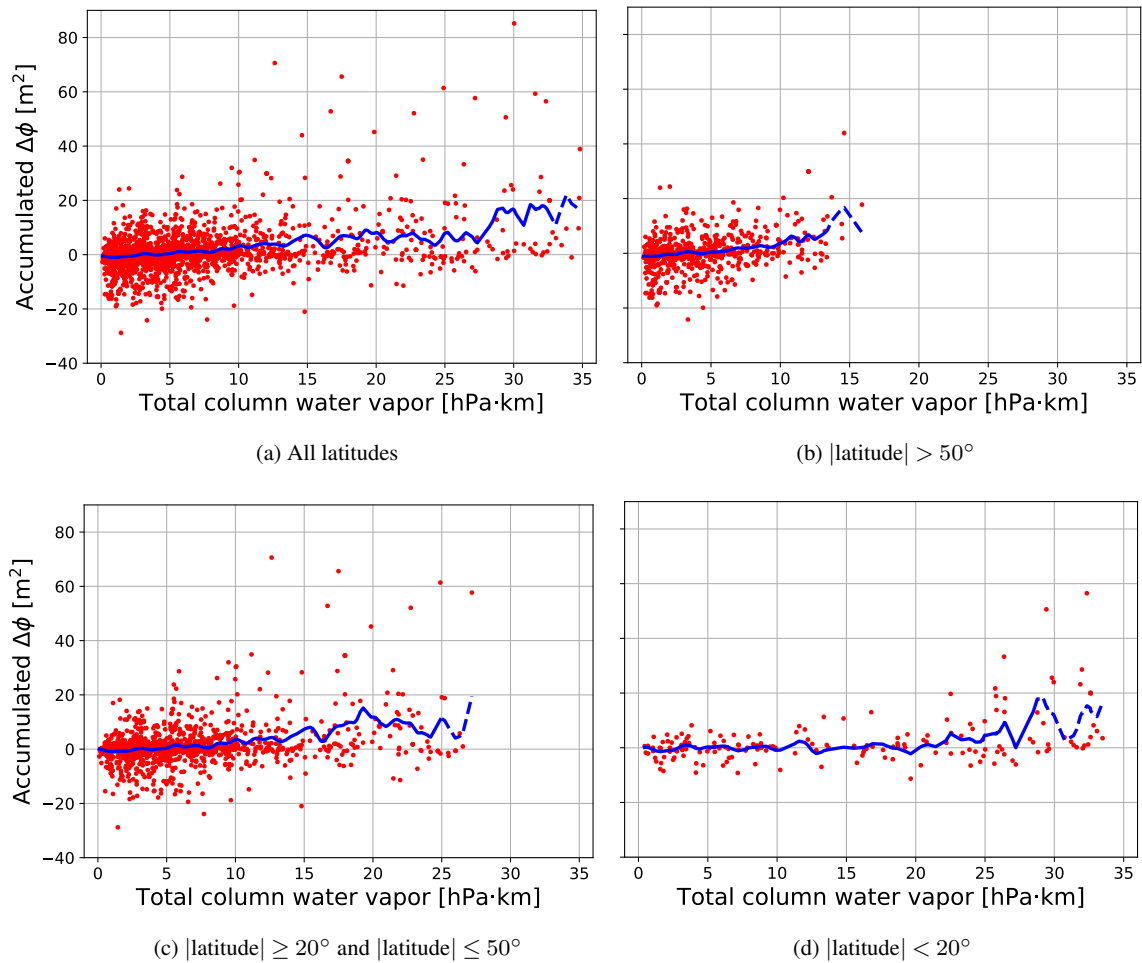 80
60
40
20
0
−20
−40
Accumulated Δϕ [m²]
0 5 10 15 20 25 30 35
Total column water vapor [hPa·km]
(a) All latitudes
0 5 10 15 20 25 30 35
Total column water vapor [hPa·km]
(b) |latitude| > 50°
80
60
40
20
0
−20
−40
Accumulated Δϕ [m²]
0 5 10 15 20 25 30 35
Total column water vapor [hPa·km]
(c) |latitude| ≥ 20° and |latitude| ≤ 50°
0 5 10 15 20 25 30 35
Total column water vapor [hPa·km]
(d) |latitude| < 20°